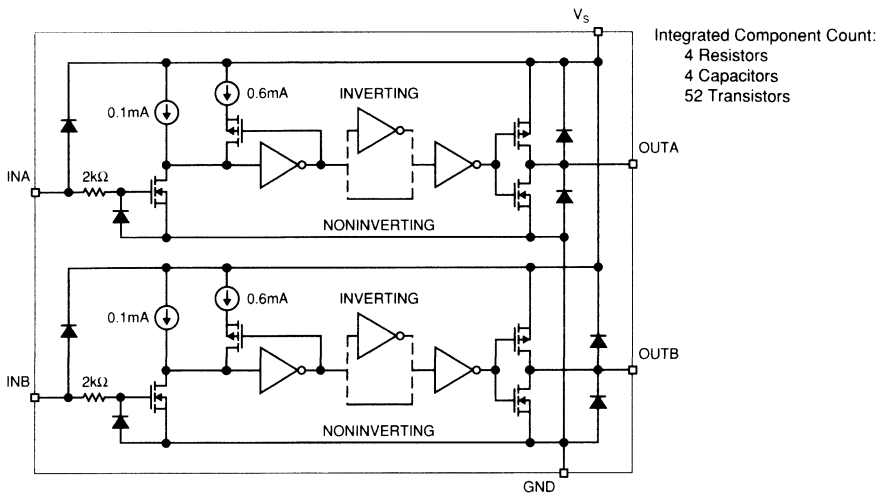 V_S
Integrated Component Count:
4 Resistors
4 Capacitors
52 Transistors
0.1mA
0.6mA
INVERTING
OUTA
INA
2kΩ
NONINVERTING
0.1mA
0.6mA
INVERTING
OUTB
INB
2kΩ
NONINVERTING
GND